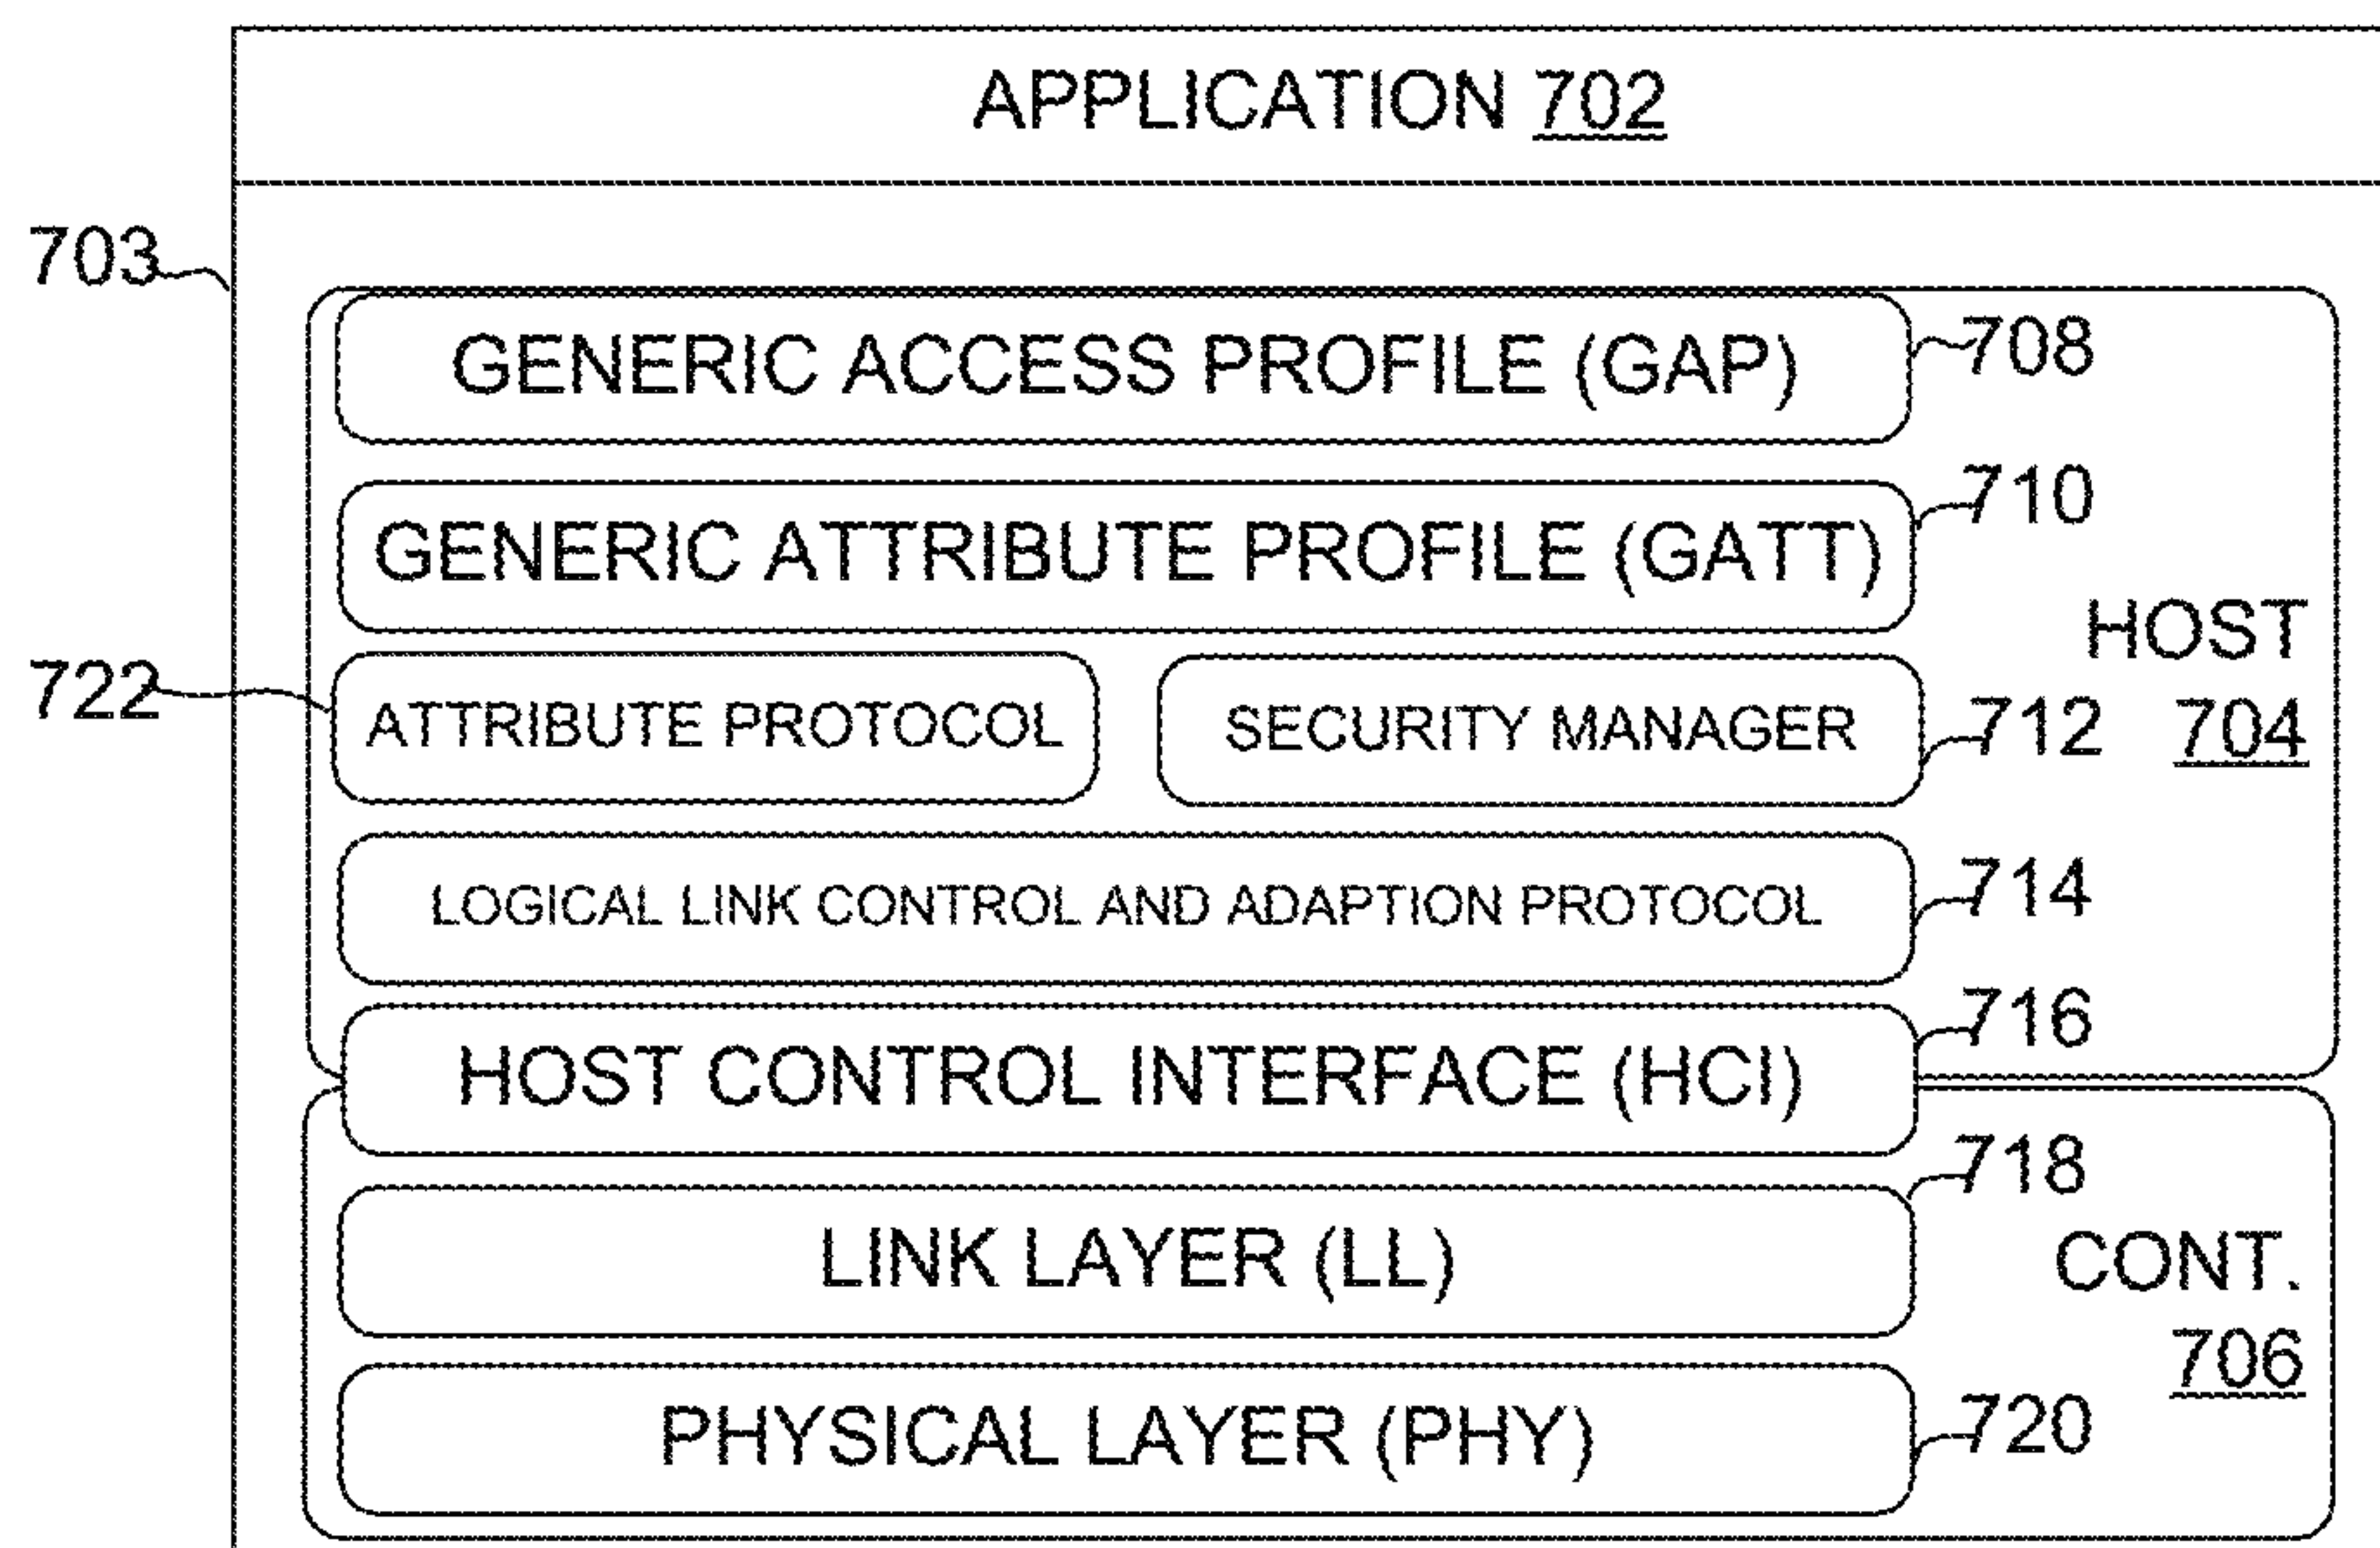 APPLICATION 702
703
GENERIC ACCESS PROFILE (GAP)
708
GENERIC ATTRIBUTE PROFILE (GATT)
710
HOST
704
722
ATTRIBUTE PROTOCOL
SECURITY MANAGER
712
LOGICAL LINK CONTROL AND ADAPTION PROTOCOL
714
HOST CONTROL INTERFACE (HCI)
716
LINK LAYER (LL)
718
CONT.
706
PHYSICAL LAYER (PHY)
720